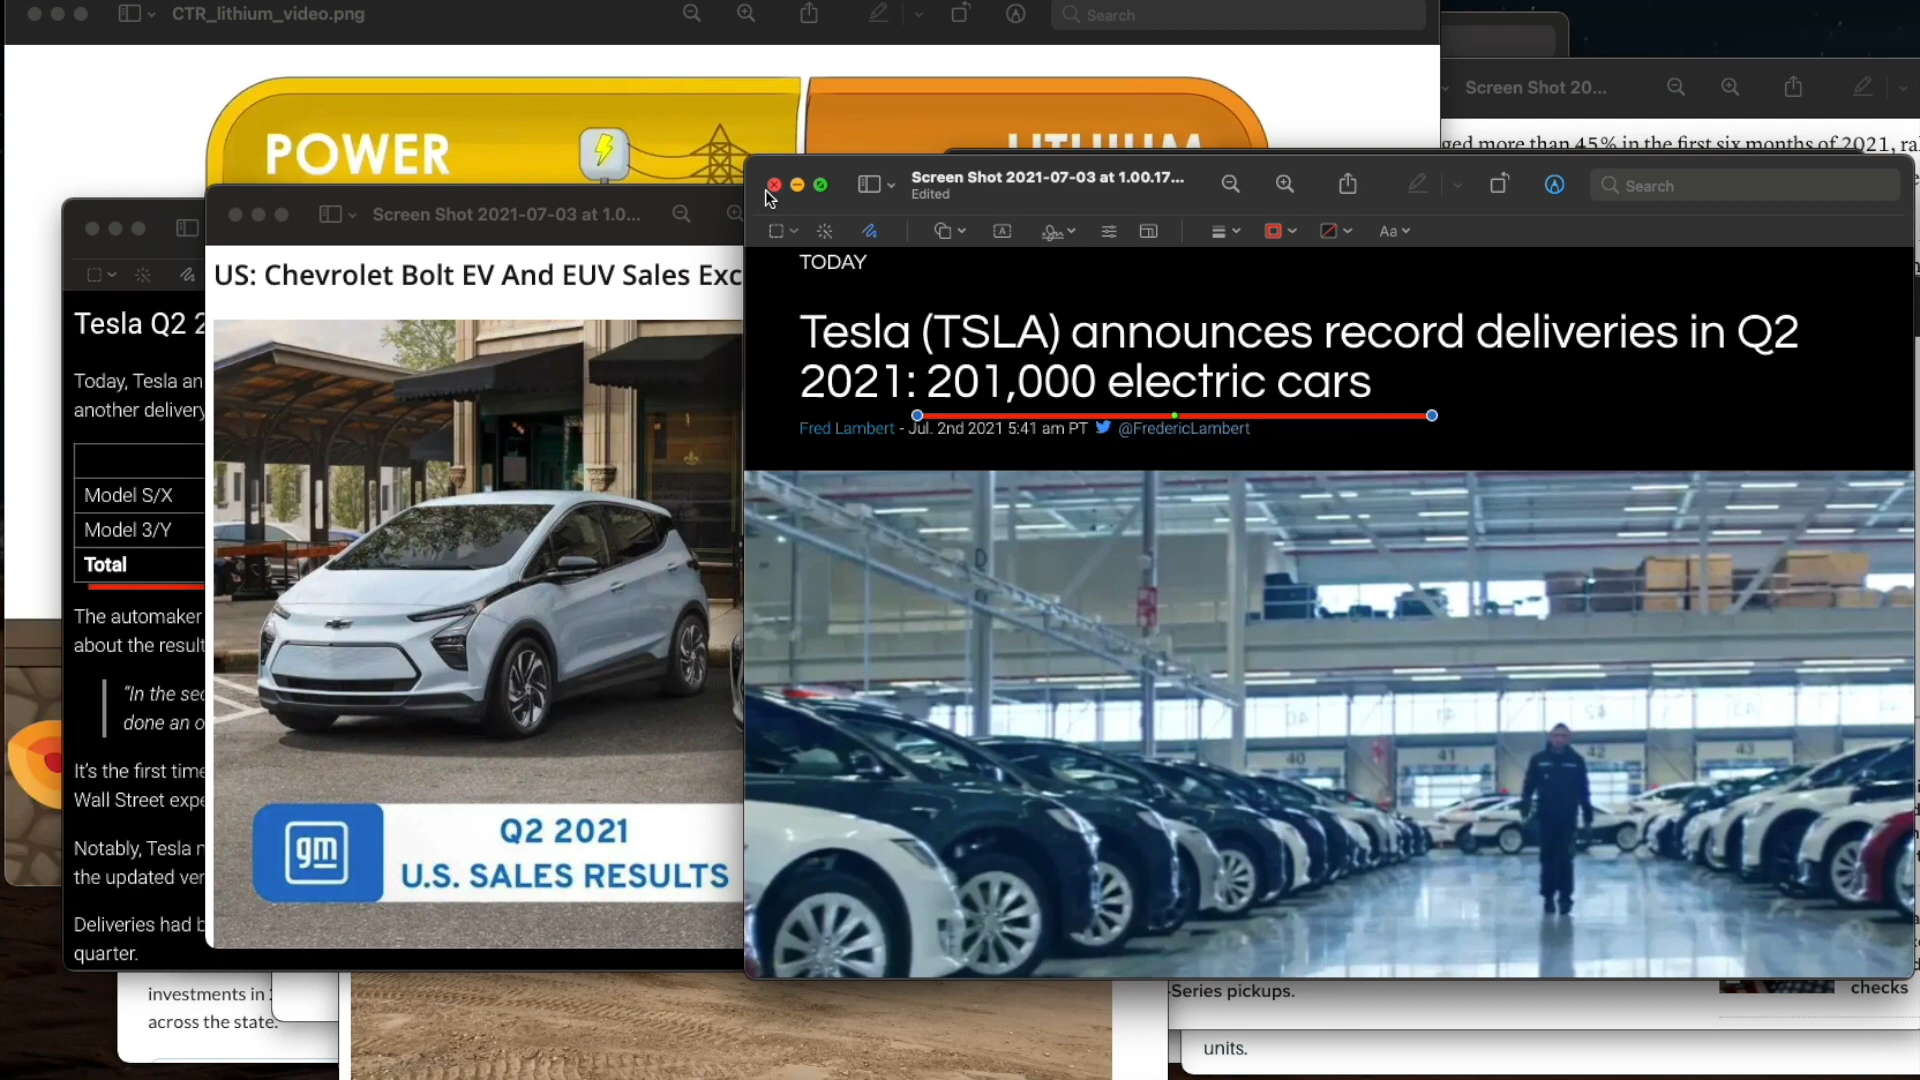 CTR_lithium_video.png
Search
POWER
LITHIUM
Screen Shot 20...
ged more than 45% in the first six months of 2021, ra
Screen Shot 2021-07-03 at 1.00.17...
Edited
Search
Aa
TODAY
Tesla (TSLA) announces record deliveries in Q2
2021: 201,000 electric cars
Fred Lambert - Jul. 2nd 2021 5:41 am PT @FredericLambert
40
41
42
43
Screen Shot 2021-07-03 at 1.0...
US: Chevrolet Bolt EV And EUV Sales Exc
gm
Q2 2021
U.S. SALES RESULTS
Tesla Q2 2
Today, Tesla an
another delivery
Model S/X
Model 3/Y
Total
The automaker
about the result
"In the sec
done an o
It's the first time
Wall Street expe
Notably, Tesla r
the updated ver
Deliveries had b
quarter.
investments in
across the state.
-Series pickups.
checks
units.